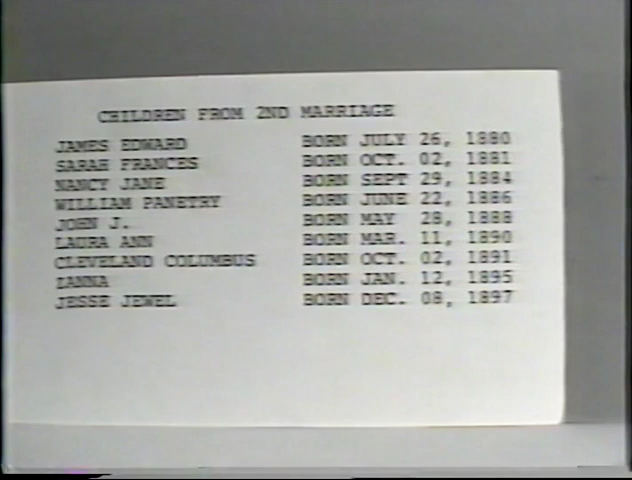 CHILDREN FROM 2ND MARRIAGE
JAMES EDWARD BORN JULY 26, 1880
SARAH FRANCES BORN OCT. 02, 1881
NANCY JANE BORN SEPT 29, 1884
WILLIAM PANETRY BORN JUNE 22, 1886
JOHN J. BORN MAY 28, 1888
LAURA ANN BORN MAR. 11, 1890
CLEVELAND COLUMBUS BORN OCT. 02, 1891
BORN JAN. 12, 1895
JESSE JEWEL BORN DEC. 08, 1897